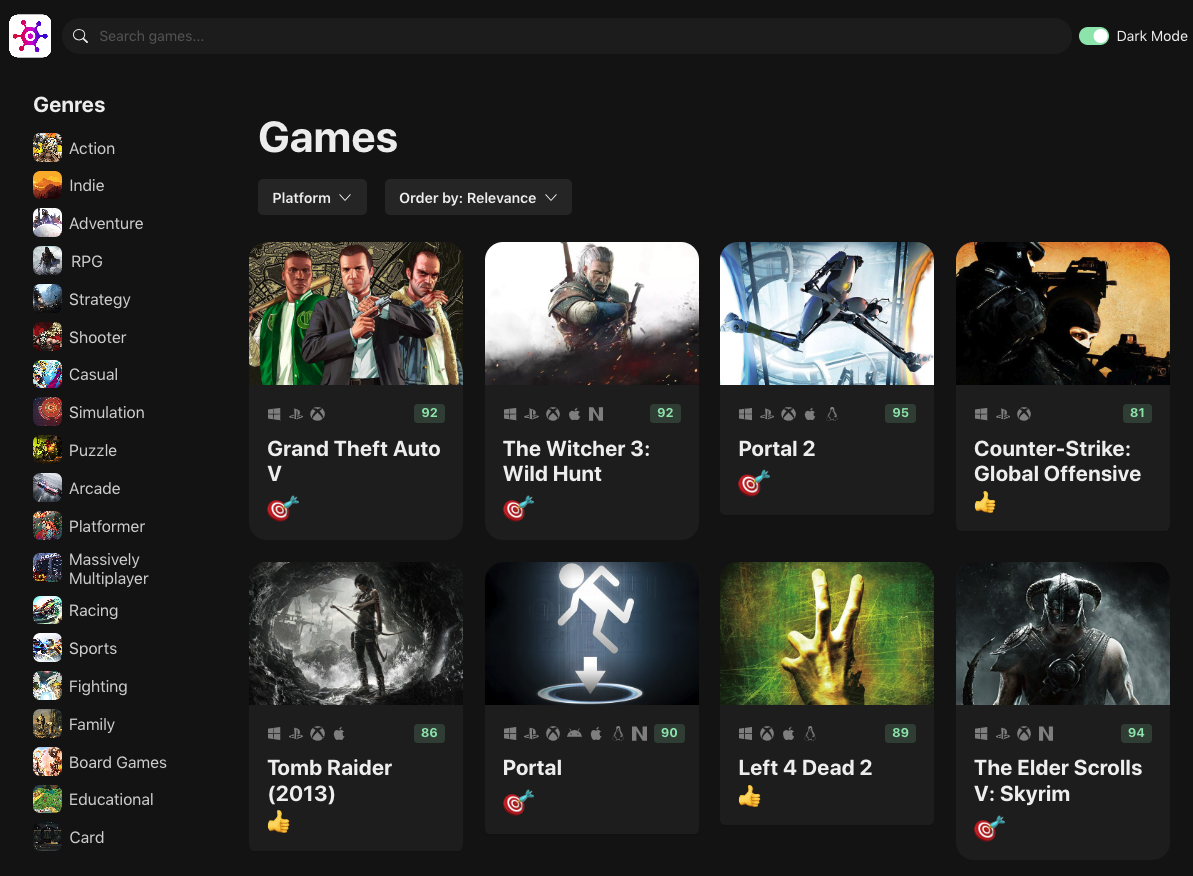 Search games...
Dark Mode
Genres
Action
Indie
Adventure
RPG
Strategy
Shooter
Casual
Simulation
Puzzle
Arcade
Platformer
Massively
Multiplayer
Racing
Sports
Fighting
Family
Board Games
Educational
Card
Games
Platform
Order by: Relevance
92
Grand Theft Auto
V
92
The Witcher 3:
Wild Hunt
95
Portal 2
81
Counter-Strike:
Global Offensive
86
Tomb Raider
(2013)
90
Portal
89
Left 4 Dead 2
94
The Elder Scrolls
V: Skyrim